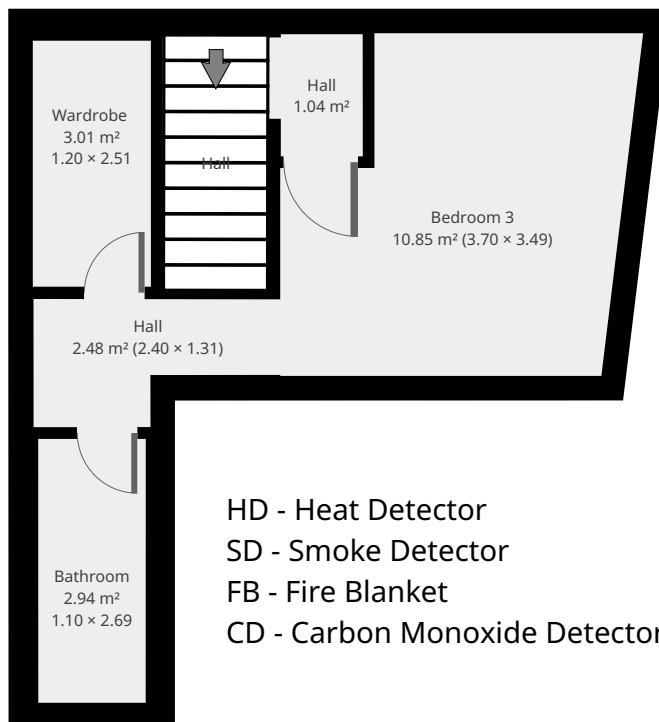 Wardrobe
3.01 m²
1.20 × 2.51
Hall
Hall
1.04 m²
Bedroom 3
10.85 m² (3.70 × 3.49)
Hall
2.48 m² (2.40 × 1.31)
Bathroom
2.94 m²
1.10 × 2.69
HD - Heat Detector
SD - Smoke Detector
FB - Fire Blanket
CD - Carbon Monoxide Detector